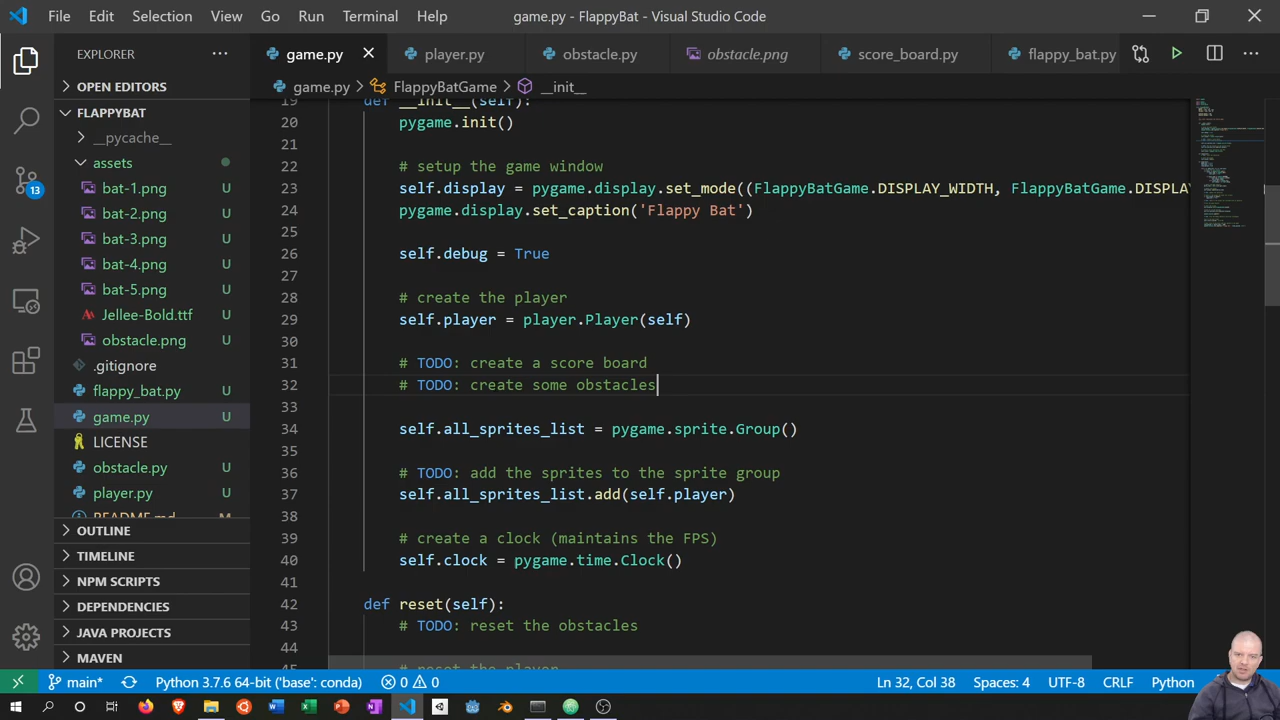 File Edit Selection View Go Run Terminal Help game.py - FlappyBat - Visual Studio Code
EXPLORER
game.py player.py obstacle.py obstacle.png score_board.py flappy_bat.py
OPEN EDITORS
game.py > FlappyBatGame > __init__
FLAPPYBAT
__pycache__
assets
bat-1.png U
bat-2.png U
bat-3.png U
bat-4.png U
bat-5.png U
Jellee-Bold.ttf U
obstacle.png U
.gitignore
flappy_bat.py U
game.py U
LICENSE
obstacle.py U
player.py U
README.md M
OUTLINE
TIMELINE
NPM SCRIPTS
DEPENDENCIES
JAVA PROJECTS
MAVEN
13
19 def __init__(self):
20 pygame.init()
21
22 # setup the game window
23 self.display = pygame.display.set_mode((FlappyBatGame.DISPLAY_WIDTH, FlappyBatGame.DISPLA
24 pygame.display.set_caption('Flappy Bat')
25
26 self.debug = True
27
28 # create the player
29 self.player = player.Player(self)
30
31 # TODO: create a score board
32 # TODO: create some obstacles
33
34 self.all_sprites_list = pygame.sprite.Group()
35
36 # TODO: add the sprites to the sprite group
37 self.all_sprites_list.add(self.player)
38
39 # create a clock (maintains the FPS)
40 self.clock = pygame.time.Clock()
41
42 def reset(self):
43 # TODO: reset the obstacles
44
45 # reset the player
main* Python 3.7.6 64-bit ('base': conda) 0 0 Ln 32, Col 38 Spaces: 4 UTF-8 CRLF Python